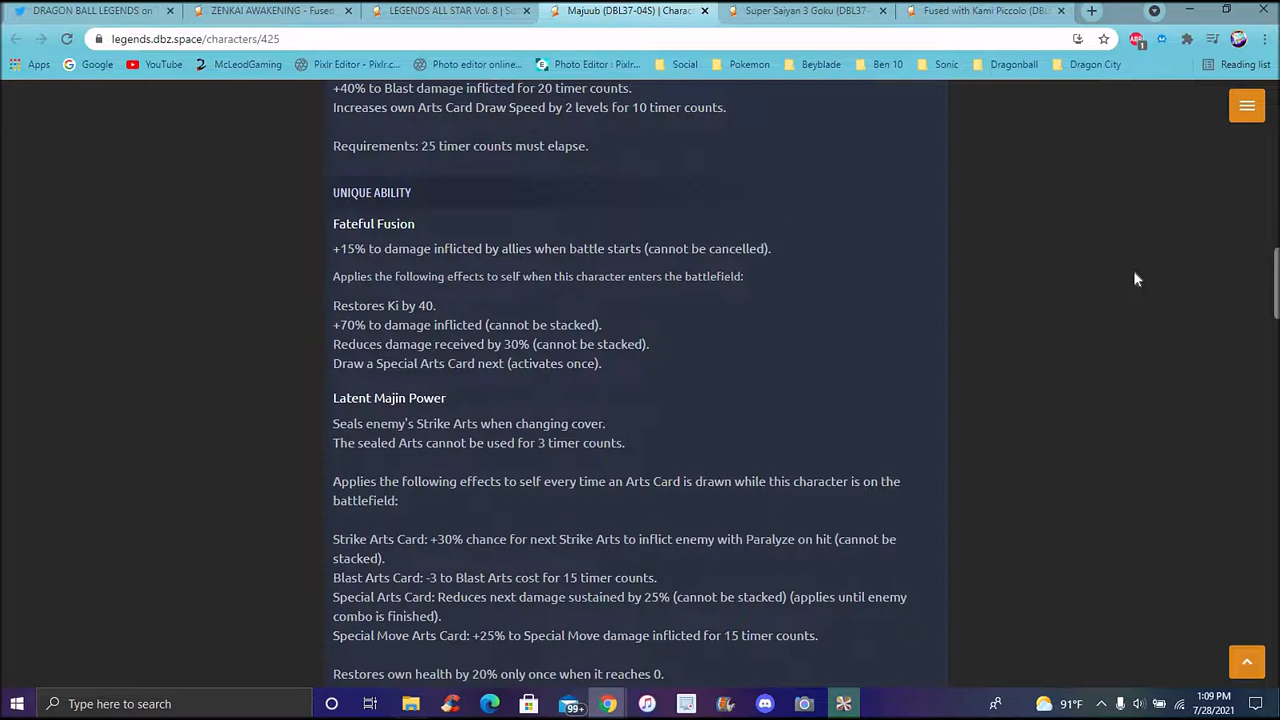 DRAGON BALL LEGENDS on
ZENKAI AWAKENING - Fused
LEGENDS ALL STAR Vol. 8 | Su
Majuub (DBL37-04S) | Charac
Super Saiyan 3 Goku (DBL37-
Fused with Kami Piccolo (DBL
legends.dbz.space/characters/425
Apps
Google
YouTube
McLeodGaming
Pixlr Editor - Pixlr.c...
Photo editor online...
Photo Editor : Pixlr...
Social
Pokemon
Beyblade
Ben 10
Sonic
Dragonball
Dragon City
Reading list
+40% to Blast damage inflicted for 20 timer counts.
Increases own Arts Card Draw Speed by 2 levels for 10 timer counts.
Requirements: 25 timer counts must elapse.
UNIQUE ABILITY
Fateful Fusion
+15% to damage inflicted by allies when battle starts (cannot be cancelled).
Applies the following effects to self when this character enters the battlefield:
Restores Ki by 40.
+70% to damage inflicted (cannot be stacked).
Reduces damage received by 30% (cannot be stacked).
Draw a Special Arts Card next (activates once).
Latent Majin Power
Seals enemy's Strike Arts when changing cover.
The sealed Arts cannot be used for 3 timer counts.
Applies the following effects to self every time an Arts Card is drawn while this character is on the
battlefield:
Strike Arts Card: +30% chance for next Strike Arts to inflict enemy with Paralyze on hit (cannot be
stacked).
Blast Arts Card: -3 to Blast Arts cost for 15 timer counts.
Special Arts Card: Reduces next damage sustained by 25% (cannot be stacked) (applies until enemy
combo is finished).
Special Move Arts Card: +25% to Special Move damage inflicted for 15 timer counts.
Restores own health by 20% only once when it reaches 0.
Type here to search
99+
91°F
1:09 PM
7/28/2021